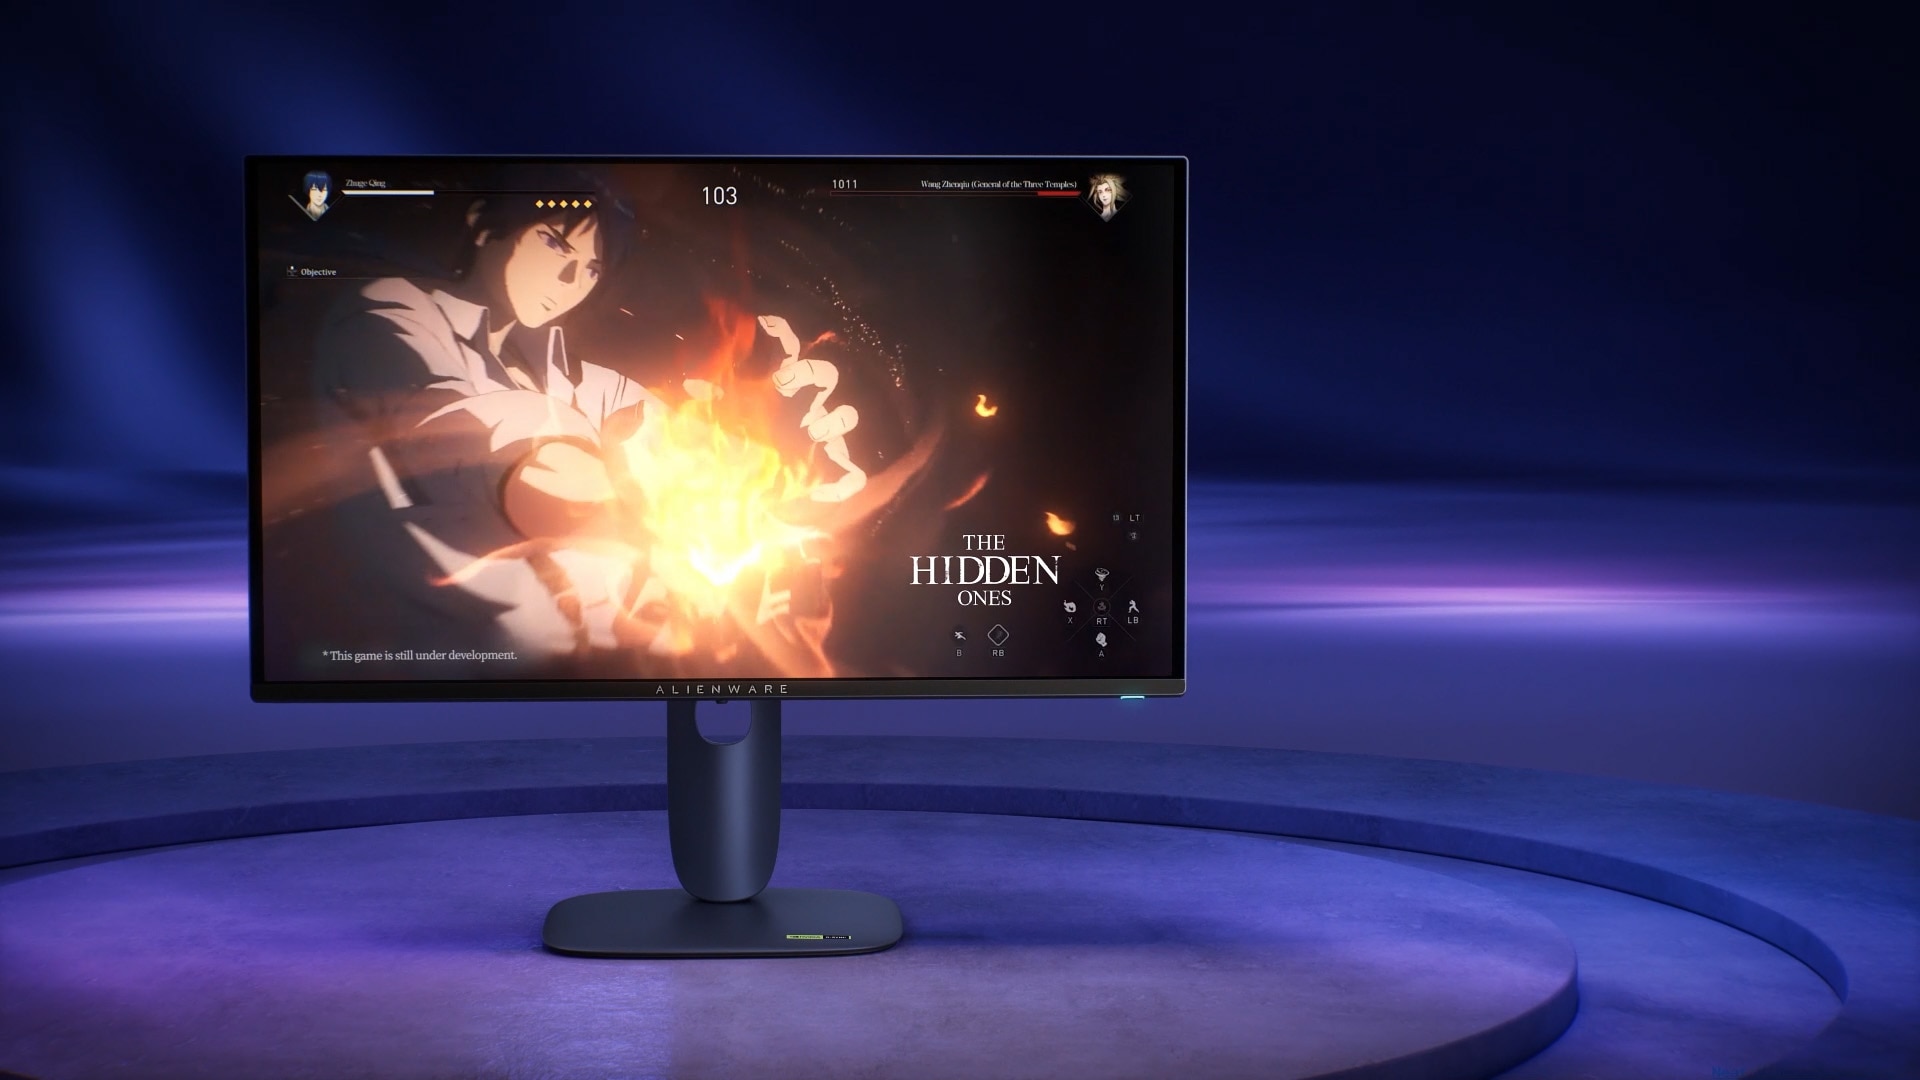 Zhuge Qing
103
1011
Wang Zhenqiu (General of the Three Temples)
Objective
THE
HIDDEN
ONES
LT
Y
X
RT
LB
B
RB
A
* This game is still under development.
ALIENWARE